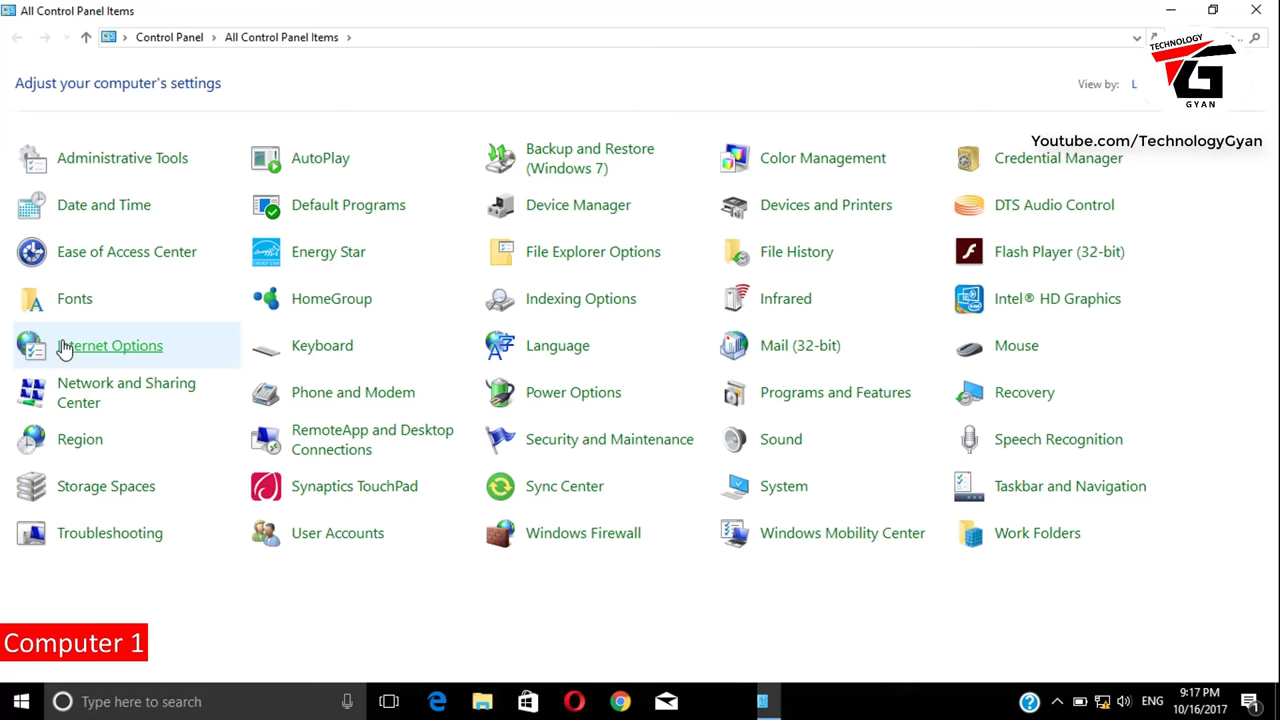 All Control Panel Items
Control Panel
All Control Panel Items
TECHNOLOGY
TG
GYAN
Adjust your computer's settings
View by:
L
Youtube.com/TechnologyGyan
Administrative Tools
AutoPlay
Backup and Restore
(Windows 7)
Color Management
Credential Manager
Date and Time
Default Programs
Device Manager
Devices and Printers
DTS Audio Control
Ease of Access Center
Energy Star
File Explorer Options
File History
Flash Player (32-bit)
Fonts
HomeGroup
Indexing Options
Infrared
Intel® HD Graphics
Internet Options
Keyboard
Language
Mail (32-bit)
Mouse
Network and Sharing
Center
Phone and Modem
Power Options
Programs and Features
Recovery
Region
RemoteApp and Desktop
Connections
Security and Maintenance
Sound
Speech Recognition
Storage Spaces
Synaptics TouchPad
Sync Center
System
Taskbar and Navigation
Troubleshooting
User Accounts
Windows Firewall
Windows Mobility Center
Work Folders
Computer 1
Type here to search
ENG
9:17 PM
10/16/2017
1